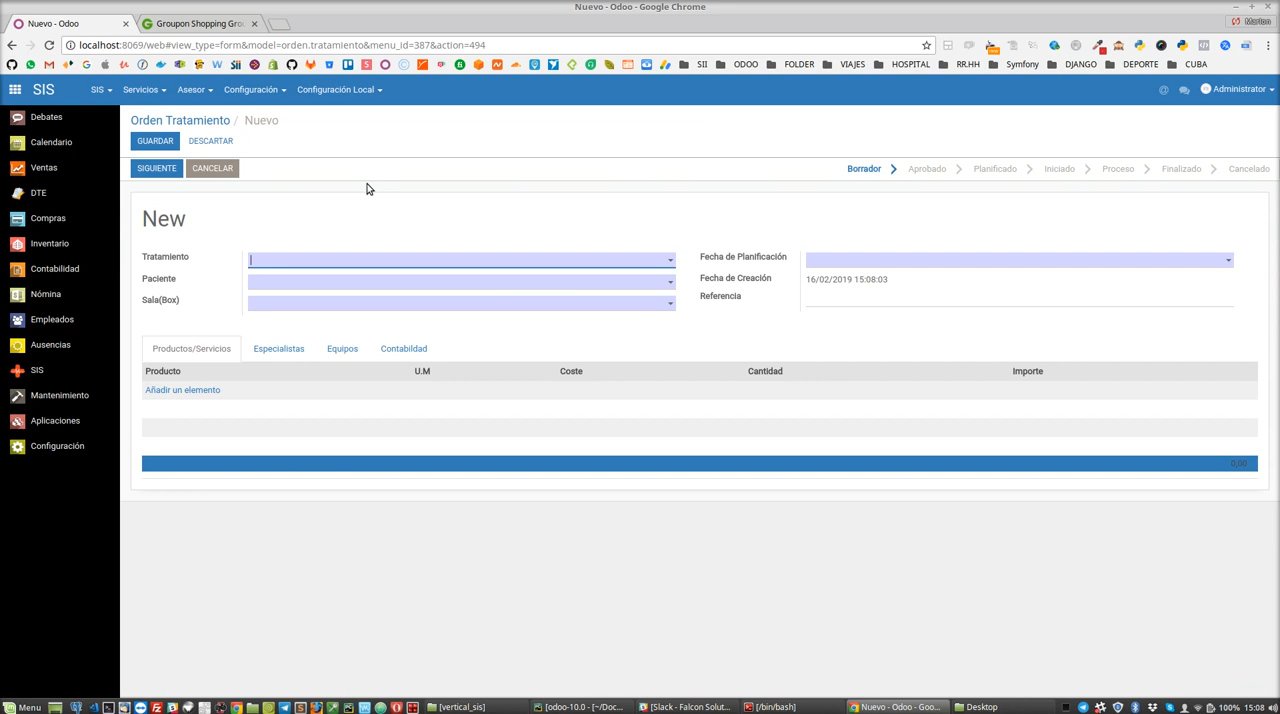 Nuevo - Odoo - Google Chrome
Nuevo - Odoo
Groupon Shopping Gro
Marlon
localhost:8069/web#view_type=form&model=orden.tratamiento&menu_id=387&action=494
SII
ODOO
FOLDER
VIAJES
HOSPITAL
RR.HH
Symfony
DJANGO
DEPORTE
CUBA
SIS
SIS
Servicios
Asesor
Configuración
Configuración Local
Administrator
Debates
Calendario
Ventas
DTE
Compras
Inventario
Contabilidad
Nómina
Empleados
Ausencias
SIS
Mantenimiento
Aplicaciones
Configuración
Orden Tratamiento / Nuevo
GUARDAR DESCARTAR
SIGUIENTE CANCELAR
Borrador Aprobado Planificado Iniciado Proceso Finalizado Cancelado
New
Tratamiento
Paciente
Sala(Box)
Fecha de Planificación
Fecha de Creación 16/02/2019 15:08:03
Referencia
Productos/Servicios Especialistas Equipos Contabildad
Producto U.M Coste Cantidad Importe
Añadir un elemento
0,00
Menu
[vertical_sis]
[odoo-10.0 - [~/Doc...
[Slack - Falcon Solut...
[/bin/bash]
Nuevo - Odoo - Goo...
Desktop
100%
15:08